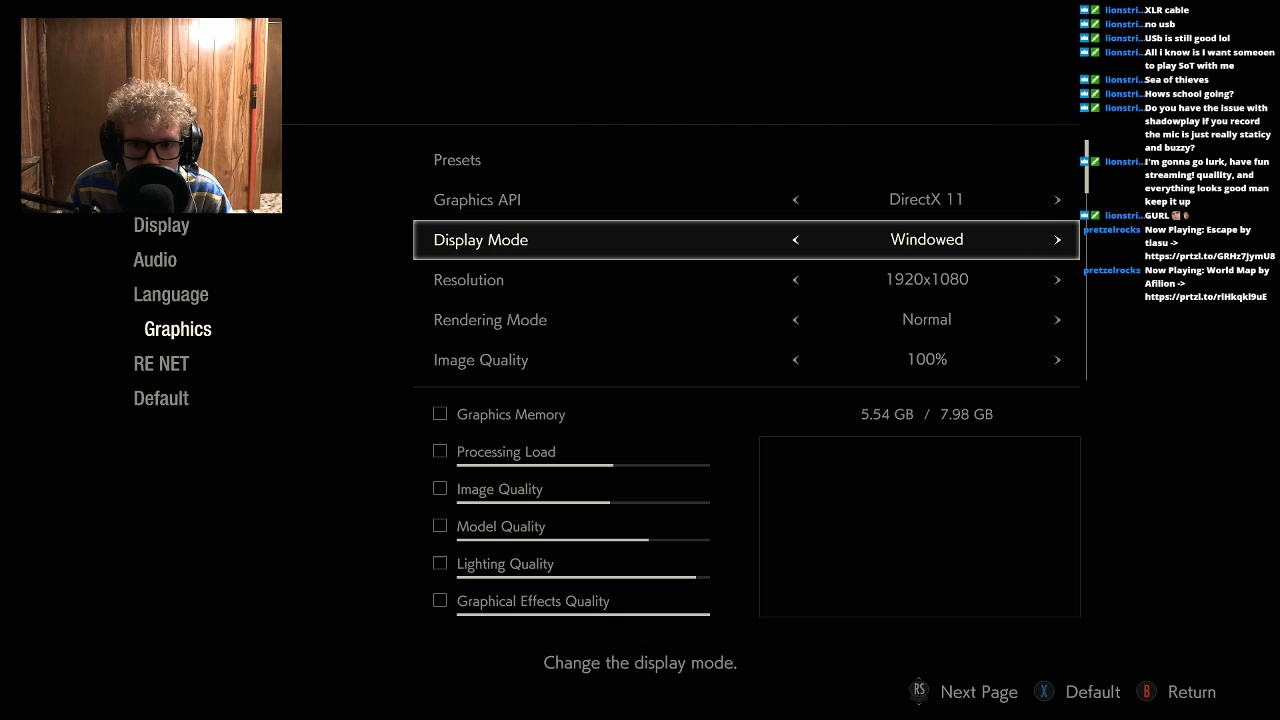 Display
Audio
Language
Graphics
RE NET
Default
Presets
Graphics API DirectX 11
Display Mode Windowed
Resolution 1920x1080
Rendering Mode Normal
Image Quality 100%
Graphics Memory 5.54 GB / 7.98 GB
Processing Load
Image Quality
Model Quality
Lighting Quality
Graphical Effects Quality
Change the display mode.
RS Next Page X Default B Return
lionstri...XLR cable
lionstri...no usb
lionstri...USb is still good lol
lionstri...All i know is I want someoen
to play SoT with me
lionstri...Sea of thieves
lionstri...Hows school going?
lionstri...Do you have the issue with
shadowplay if you record
the mic is just really staticy
and buzzy?
lionstri...I'm gonna go lurk, have fun
streaming! quaility, and
everything looks good man
keep it up
lionstri...GURL
pretzelrocks Now Playing: Escape by
tiasu ->
https://prtzl.to/GRHz7JymU8
pretzelrocks Now Playing: World Map by
Afilion ->
https://prtzl.to/rlHkqkl9uE